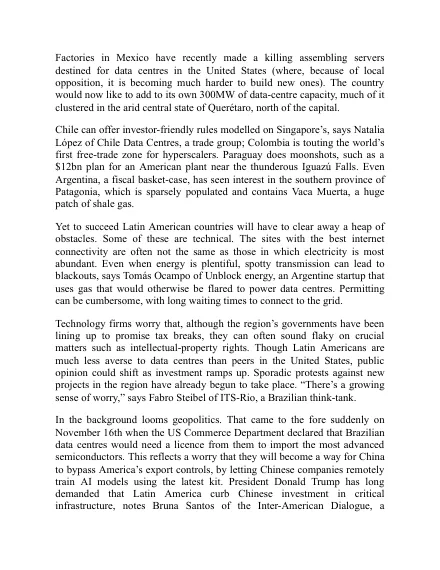 Factories in Mexico have recently made a killing assembling servers
destined for data centres in the United States (where, because of local
opposition, it is becoming much harder to build new ones). The country
would now like to add to its own 300MW of data-centre capacity, much of it
clustered in the arid central state of Querétaro, north of the capital.
Chile can offer investor-friendly rules modelled on Singapore’s, says Natalia
López of Chile Data Centres, a trade group; Colombia is touting the world’s
first free-trade zone for hyperscalers. Paraguay does moonshots, such as a
$12bn plan for an American plant near the thunderous Iguazú Falls. Even
Argentina, a fiscal basket-case, has seen interest in the southern province of
Patagonia, which is sparsely populated and contains Vaca Muerta, a huge
patch of shale gas.
Yet to succeed Latin American countries will have to clear away a heap of
obstacles. Some of these are technical. The sites with the best internet
connectivity are often not the same as those in which electricity is most
abundant. Even when energy is plentiful, spotty transmission can lead to
blackouts, says Tomás Ocampo of Unblock energy, an Argentine startup that
uses gas that would otherwise be flared to power data centres. Permitting
can be cumbersome, with long waiting times to connect to the grid.
Technology firms worry that, although the region’s governments have been
lining up to promise tax breaks, they can often sound flaky on crucial
matters such as intellectual-property rights. Though Latin Americans are
much less averse to data centres than peers in the United States, public
opinion could shift as investment ramps up. Sporadic protests against new
projects in the region have already begun to take place. “There’s a growing
sense of worry,” says Fabro Steibel of ITS-Rio, a Brazilian think-tank.
In the background looms geopolitics. That came to the fore suddenly on
November 16th when the US Commerce Department declared that Brazilian
data centres would need a licence from them to import the most advanced
semiconductors. This reflects a worry that they will become a way for China
to bypass America’s export controls, by letting Chinese companies remotely
train AI models using the latest kit. President Donald Trump has long
demanded that Latin America curb Chinese investment in critical
infrastructure, notes Bruna Santos of the Inter-American Dialogue, a